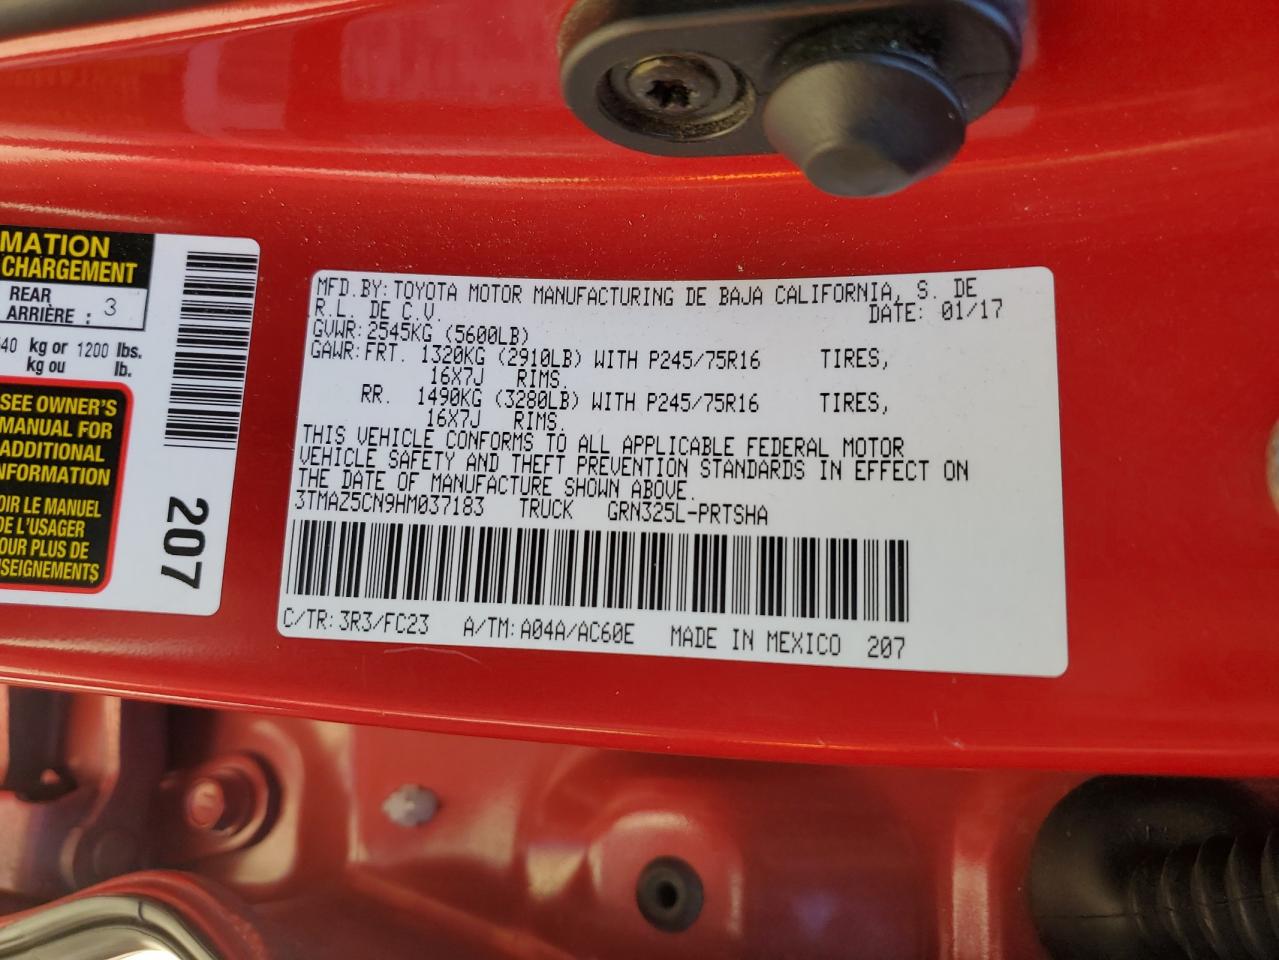 MATION
CHARGEMENT
REAR
ARRIÈRE : 3
kg or 1200 lbs.
kg ou lb.
SEE OWNER'S
MANUAL FOR
ADDITIONAL
INFORMATION
LE MANUEL
DE L'USAGER
POUR PLUS DE
207
MFD.BY:TOYOTA MOTOR MANUFACTURING DE BAJA CALIFORNIA, S. DE
R.L. DE C.V. DATE: 01/17
GVWR:2545KG (5600LB)
GAWR:FRT. 1320KG (2910LB) WITH P245/75R16 TIRES,
16X7J RIMS.
RR. 1490KG (3280LB) WITH P245/75R16 TIRES,
16X7J RIMS.
THIS VEHICLE CONFORMS TO ALL APPLICABLE FEDERAL MOTOR
VEHICLE SAFETY AND THEFT PREVENTION STANDARDS IN EFFECT ON
THE DATE OF MANUFACTURE SHOWN ABOVE.
3TMAZ5CN9HM037183 TRUCK GRN325L-PRTSHA
C/TR:3R3/FC23 A/TM:A04A/AC60E MADE IN MEXICO 207